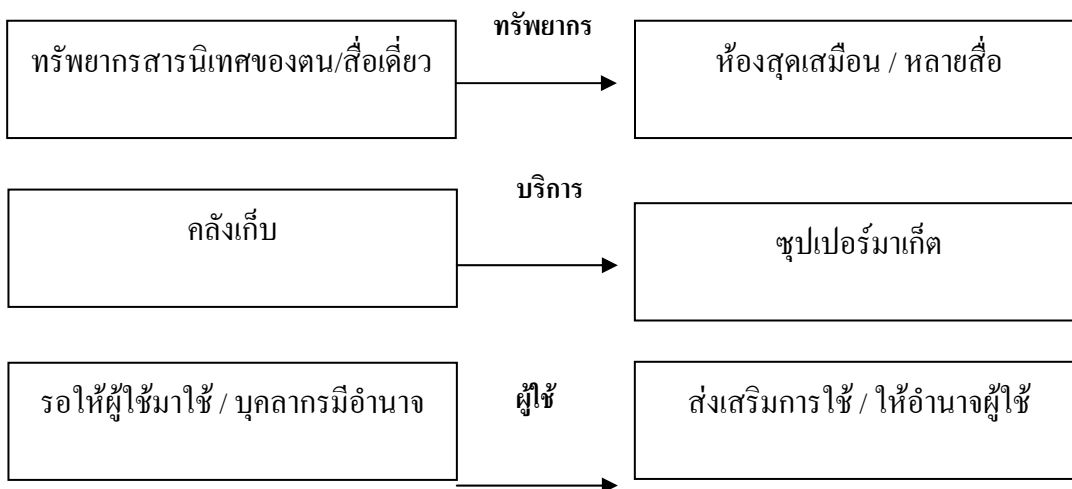 ทรัพยากร
ทรัพยากรสารนิเทศของตน/สื่อเดี่ยว
ห้องสุดเสมือน / หลายสื่อ
บริการ
คลังเก็บ
ซุปเปอร์มาเก็ต
รอให้ผู้ใช้มาใช้ / บุคลากรมีอำนาจ
ผู้ใช้
ส่งเสริมการใช้ / ให้อำนาจผู้ใช้